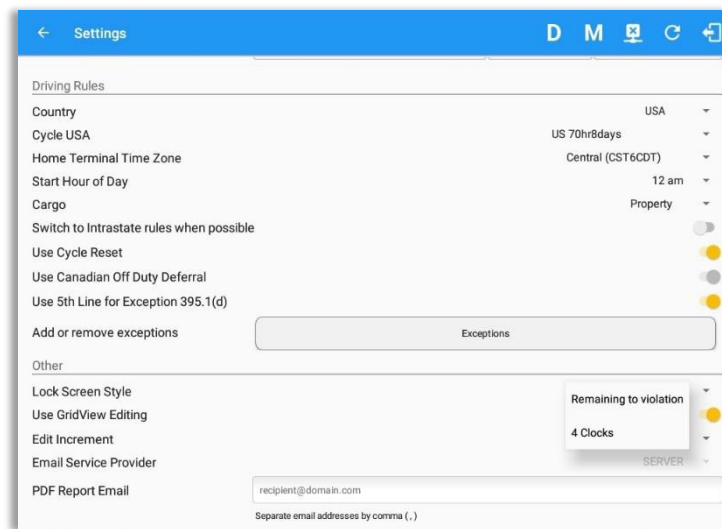 Settings D M
Driving Rules
Country USA
Cycle USA US 70hr8days
Home Terminal Time Zone Central (CST6CDT)
Start Hour of Day 12 am
Cargo Property
Switch to Intrastate rules when possible
Use Cycle Reset
Use Canadian Off Duty Deferral
Use 5th Line for Exception 395.1(d)
Add or remove exceptions Exceptions
Other
Lock Screen Style Remaining to violation
Use GridView Editing
Edit Increment 4 Clocks
Email Service Provider SERVER
PDF Report Email recipient@domain.com
Separate email addresses by comma (,)